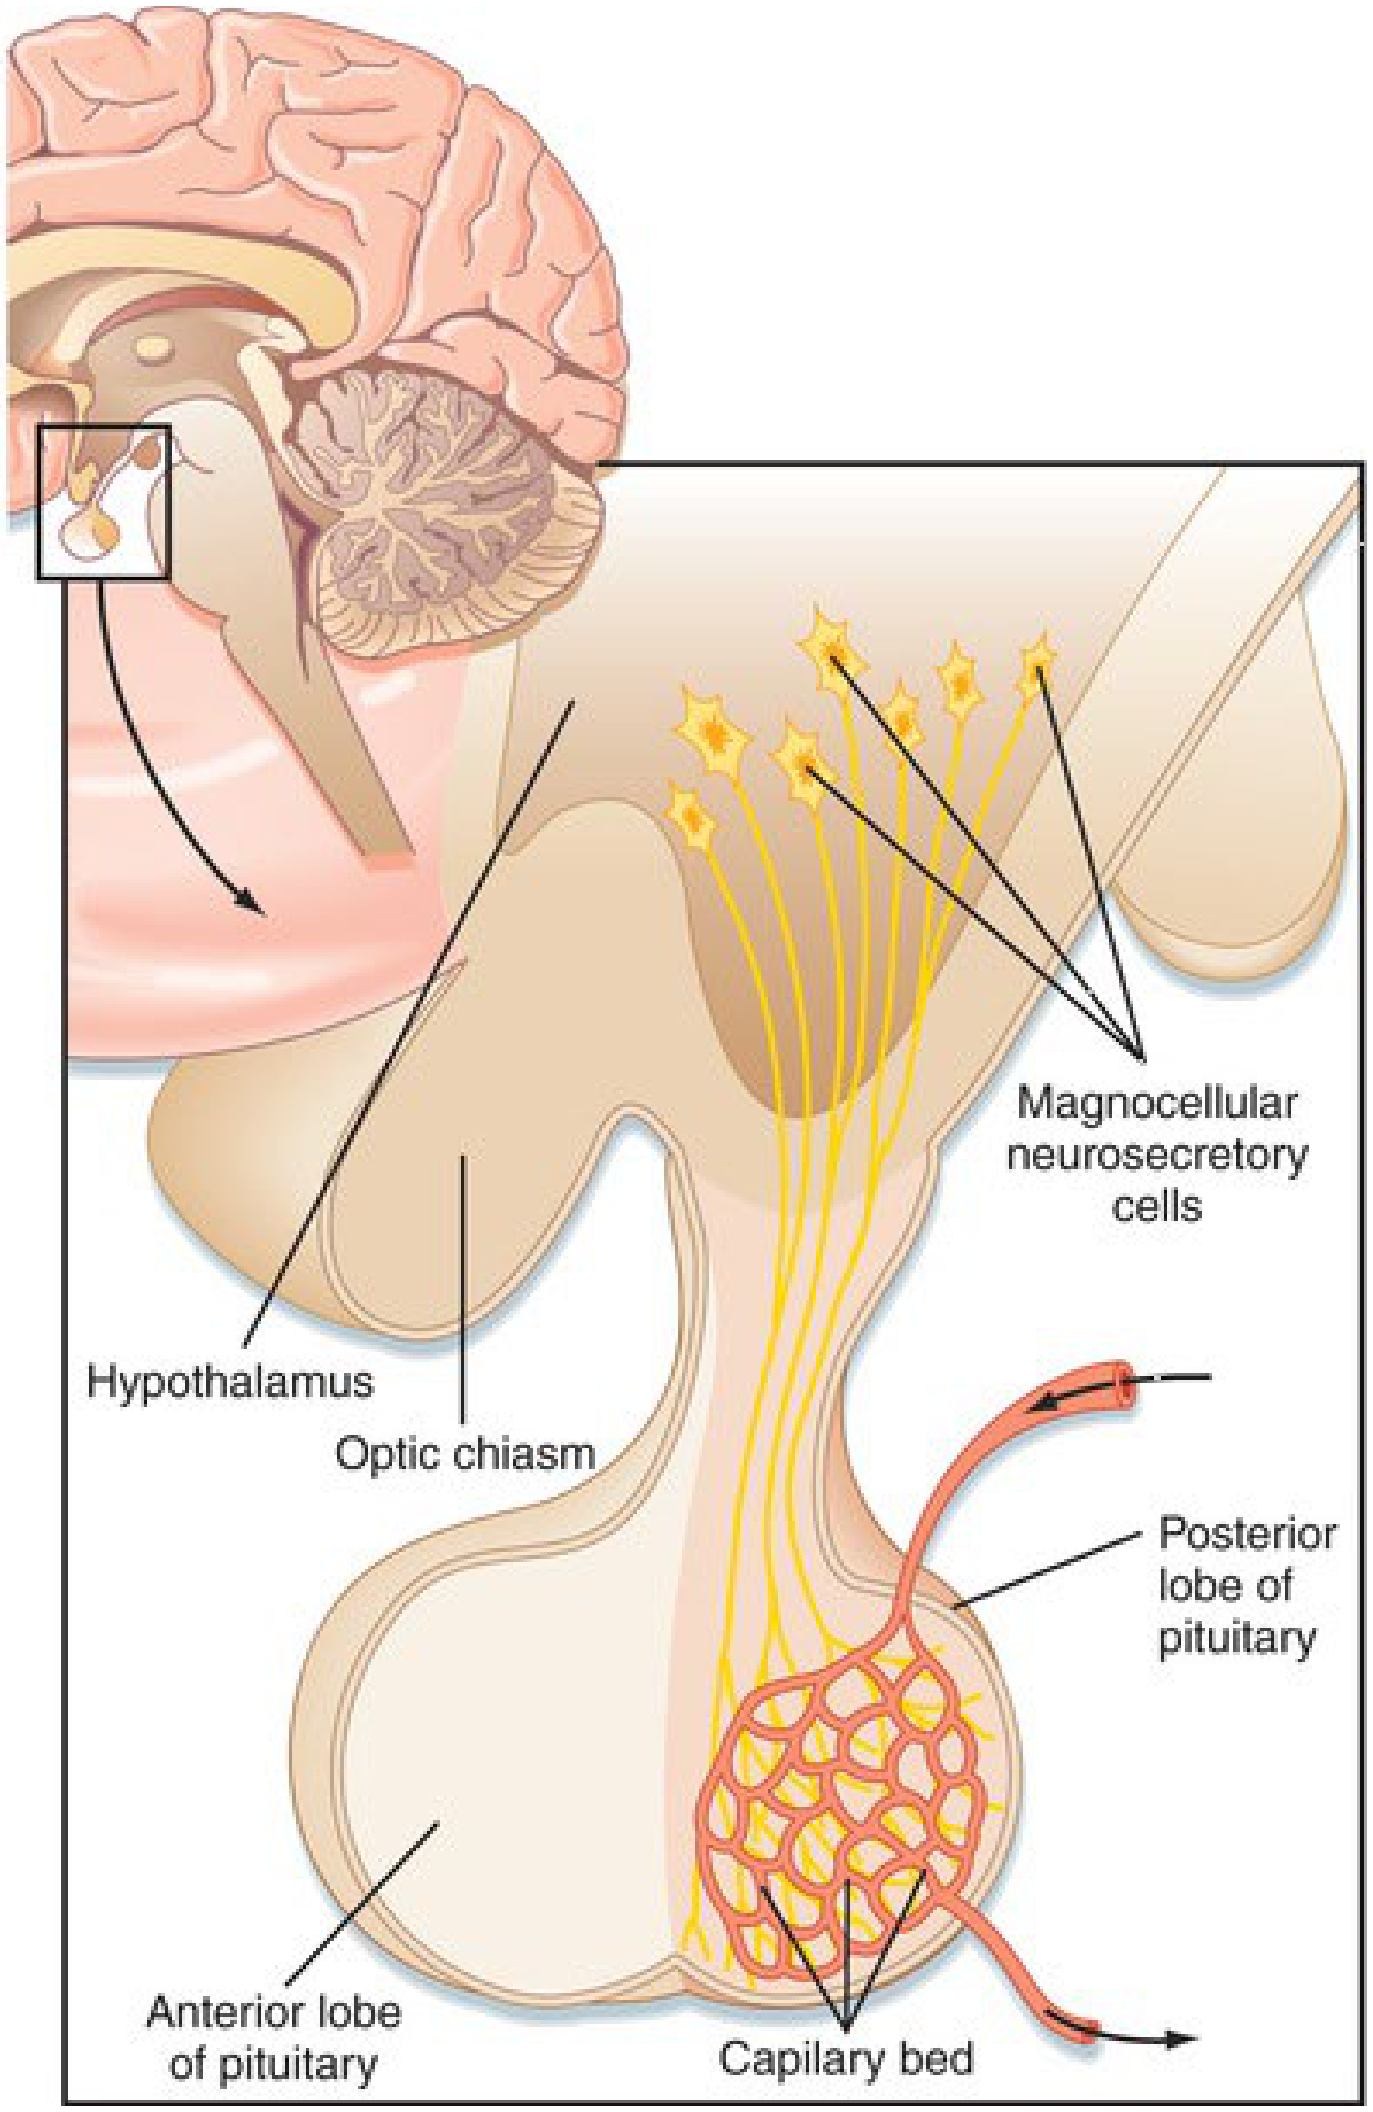 Magnocellular
neurosecretory
cells
Hypothalamus
Optic chiasm
Posterior
lobe of
pituitary
Anterior lobe
of pituitary
Capilary bed